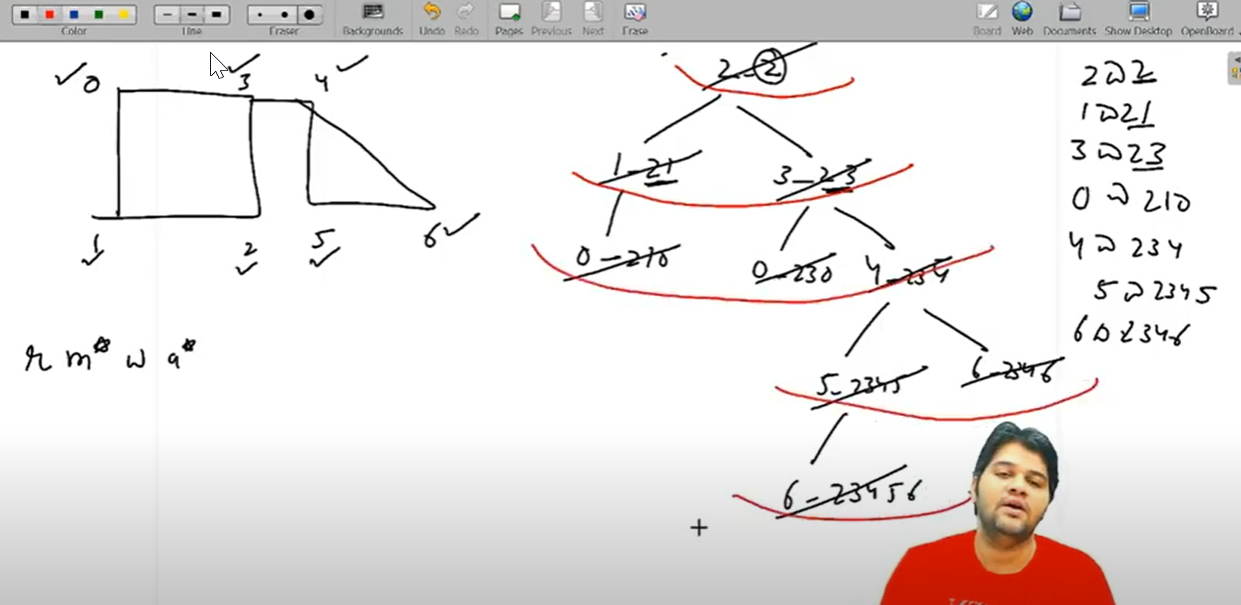 Color
Line
Eraser
Backgrounds
Undo
Redo
Pages
Previous
Next
Erase
Board
Web
Documents
Show Desktop
OpenBoard
0
3
4
1
2
5
6
r m* w a*
2-2
1-21
3-23
0-210
0-230
4-234
5-2345
6-2346
6-23456
2 2
1 21
3 23
0 210
4 234
5 2345
6 2346